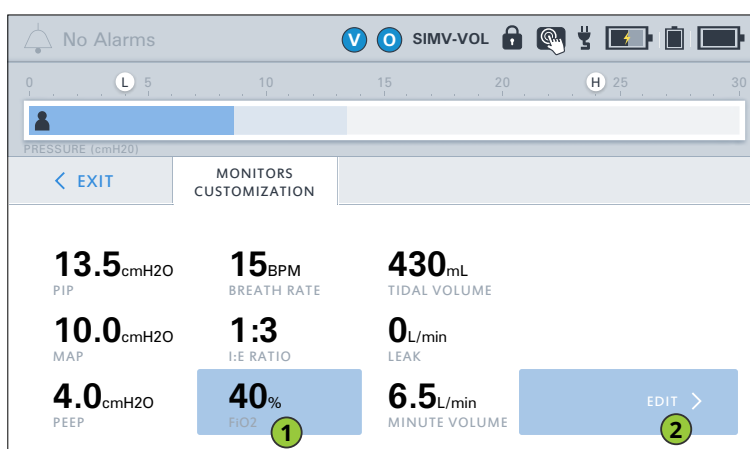 No Alarms
V O SIMV-VOL
0 L 5 10 15 20 H 25 30
PRESSURE (cmH20)
EXIT
MONITORS
CUSTOMIZATION
13.5cmH2O 15BPM 430mL
PIP BREATH RATE TIDAL VOLUME
10.0cmH2O 1:3 0L/min
MAP I:E RATIO LEAK
4.0cmH2O 40% 6.5L/min EDIT
PEEP FiO2 1 MINUTE VOLUME 2